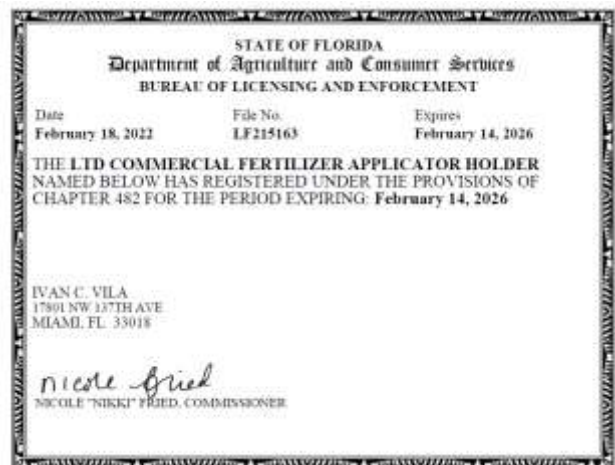 STATE OF FLORIDA
Department of Agriculture and Consumer Services
BUREAU OF LICENSING AND ENFORCEMENT
Date File No. Expires
February 18, 2022 LF215163 February 14, 2026
THE LTD COMMERCIAL FERTILIZER APPLICATOR HOLDER
NAMED BELOW HAS REGISTERED UNDER THE PROVISIONS OF
CHAPTER 482 FOR THE PERIOD EXPIRING: February 14, 2026
IVAN C. VILA
17801 NW 137TH AVE
MIAMI, FL 33018
nicole fried
NICOLE "NIKKI" FRIED, COMMISSIONER